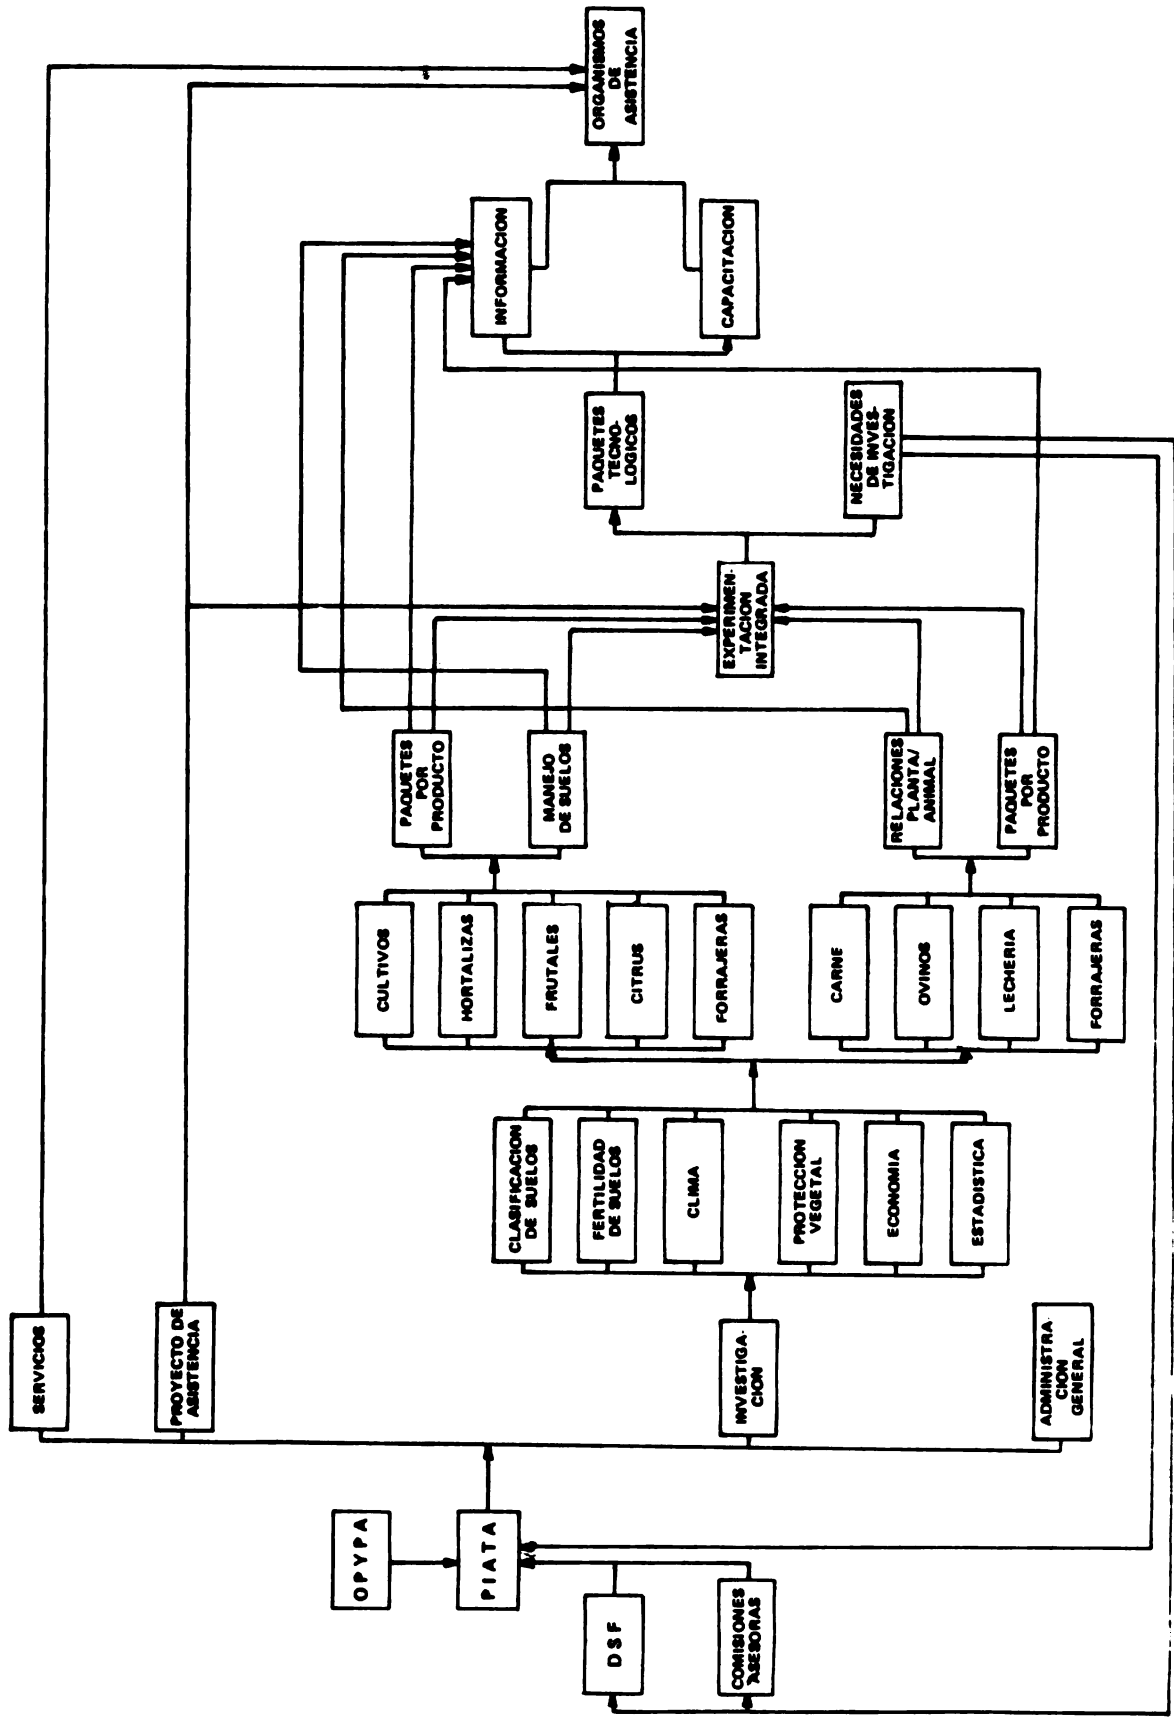 SERVICIOS
PROYECTO DE
ASISTENCIA
OPYPA
PIATA
DSF
COMISIONES
ASESORAS
INVESTIGA-
CION
ADMINISTRA-
CION
GENERAL
CLASIFICACION
DE SUELOS
FERTILIDAD
DE SUELOS
CLIMA
PROTECCION
VEGETAL
ECONOMIA
ESTADISTICA
CULTIVOS
HORTALIZAS
FRUTALES
CITRUS
FORRAJERAS
CARNE
OVINOS
LECHERIA
FORRAJERAS
PAQUETES
POR
PRODUCTO
MANEJO
DE SUELOS
RELACIONES
PLANTA/
ANIMAL
PAQUETES
POR
PRODUCTO
EXPERIMEN-
TACION
INTEGRADA
PAQUETES
TECNO-
LOGICOS
NECESIDADES
DE INVES-
TIGACION
INFORMACION
CAPACITACION
ORGANISMOS
DE
ASISTENCIA